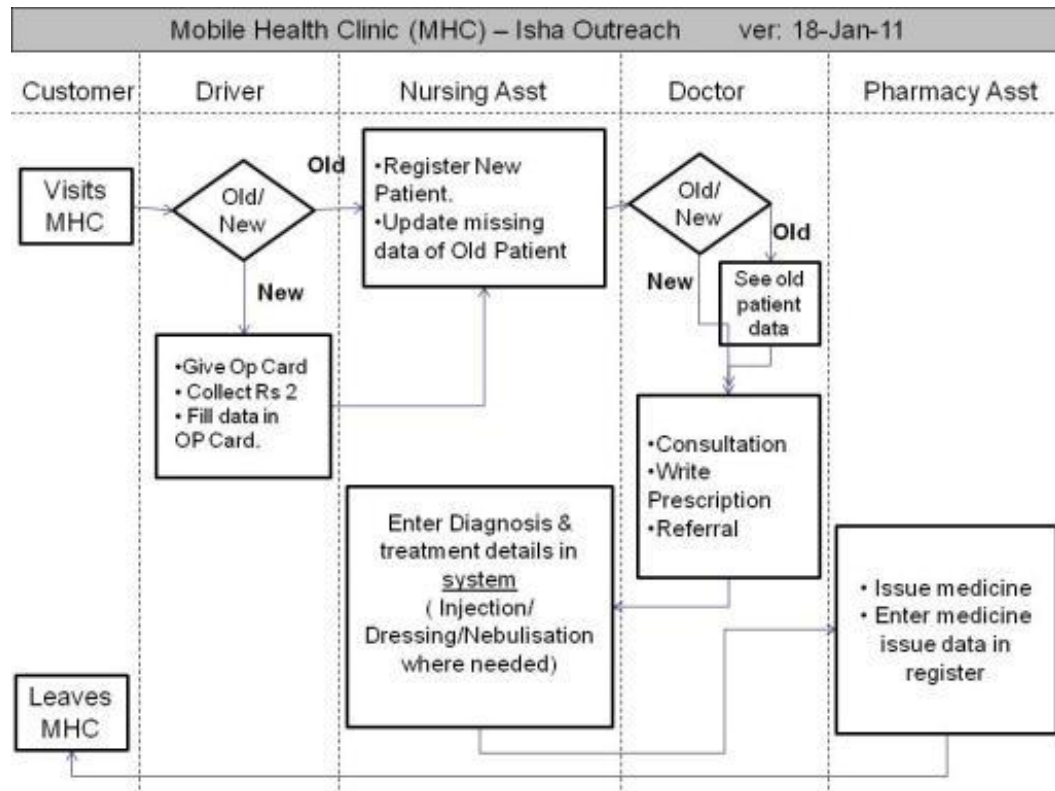 Mobile Health Clinic (MHC) – Isha Outreach ver: 18-Jan-11
Customer Driver Nursing Asst Doctor Pharmacy Asst
Visits
MHC
Old/
New
Old
New
•Give Op Card
• Collect Rs 2
• Fill data in
OP Card.
•Register New
Patient.
•Update missing
data of Old Patient
Old/
New
Old
New
See old
patient
data
•Consultation
•Write
Prescription
•Referral
Enter Diagnosis &
treatment details in
system
( Injection/
Dressing/Nebulisation
where needed)
• Issue medicine
• Enter medicine
issue data in
register
Leaves
MHC